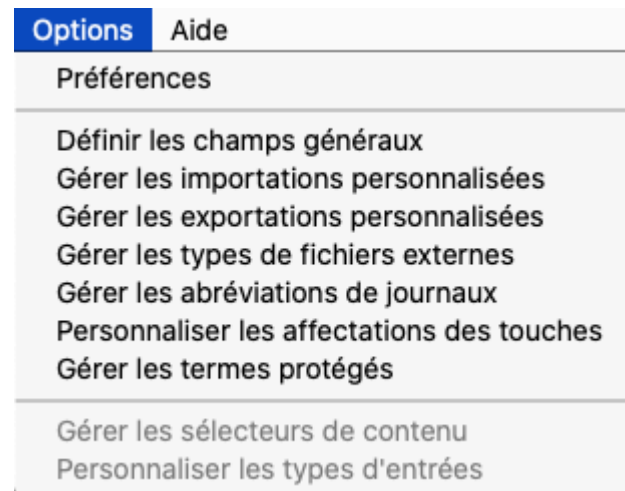 Options Aide
Préférences
Définir les champs généraux
Gérer les importations personnalisées
Gérer les exportations personnalisées
Gérer les types de fichiers externes
Gérer les abréviations de journaux
Personnaliser les affectations des touches
Gérer les termes protégés
Gérer les sélecteurs de contenu
Personnaliser les types d'entrées